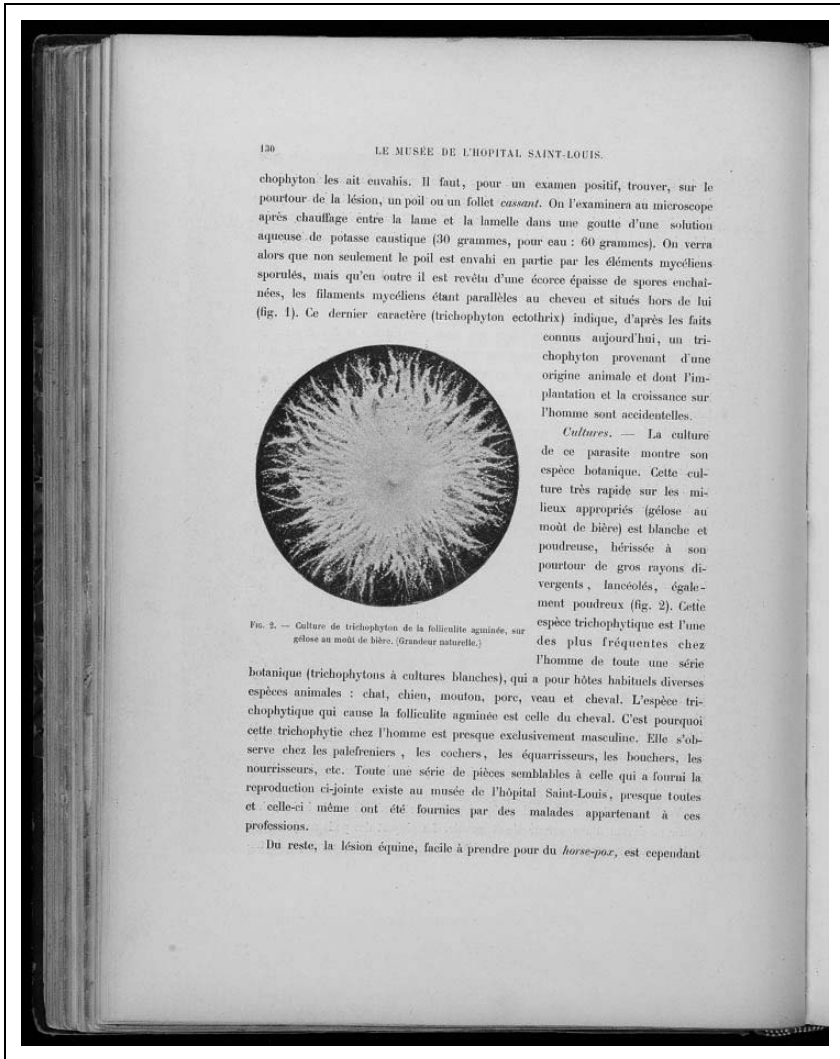 130
LE MUSÉE DE L'HOPITAL SAINT-LOUIS.
chophyton les ait envahis. Il faut, pour un examen positif, trouver, sur le
pourtour de la lésion, un poil ou un follet cassant. On l'examinera au microscope
après chauffage entre la lame et la lamelle dans une goutte d'une solution
aqueuse de potasse caustique (30 grammes, pour eau : 60 grammes). On verra
alors que non seulement le poil est envahi en partie par les éléments mycéliens
sporulés, mais qu'en outre il est revêtu d'une écorce épaisse de spores enchaî-
nées, les filaments mycéliens étant parallèles au cheveu et situés hors de lui
(fig. 1). Ce dernier caractère (trichophyton ectothrix) indique, d'après les faits
connus aujourd'hui, un tri-
chophyton provenant d'une
origine animale et dont l'im-
plantation et la croissance sur
l'homme sont accidentelles.
Cultures. — La culture
de ce parasite montre son
espèce botanique. Cette cul-
ture très rapide sur les mi-
lieux appropriés (gélose au
moût de bière) est blanche et
poudreuse, hérissée à son
pourtour de gros rayons di-
vergents, lancéolés, égale-
ment poudreux (fig. 2). Cette
espèce trichophytique est l'une
des plus fréquentes chez
l'homme de toute une série
FIG. 2. — Culture de trichophyton de la folliculite agminée, sur
gélose au moût de bière. (Grandeur naturelle.)
botanique (trichophytons à cultures blanches), qui a pour hôtes habituels diverses
espèces animales : chat, chien, mouton, porc, veau et cheval. L'espèce tri-
chophytique qui cause la folliculite agminée est celle du cheval. C'est pourquoi
cette trichophytie chez l'homme est presque exclusivement masculine. Elle s'ob-
serve chez les palefreniers, les cochers, les équarrisseurs, les bouchers, les
nourrisseurs, etc. Toute une série de pièces semblables à celle qui a fourni la
reproduction ci-jointe existe au musée de l'hôpital Saint-Louis, presque toutes
et celle-ci même ont été fournies par des malades appartenant à ces
professions.
Du reste, la lésion équine, facile à prendre pour du horse-pox, est cependant